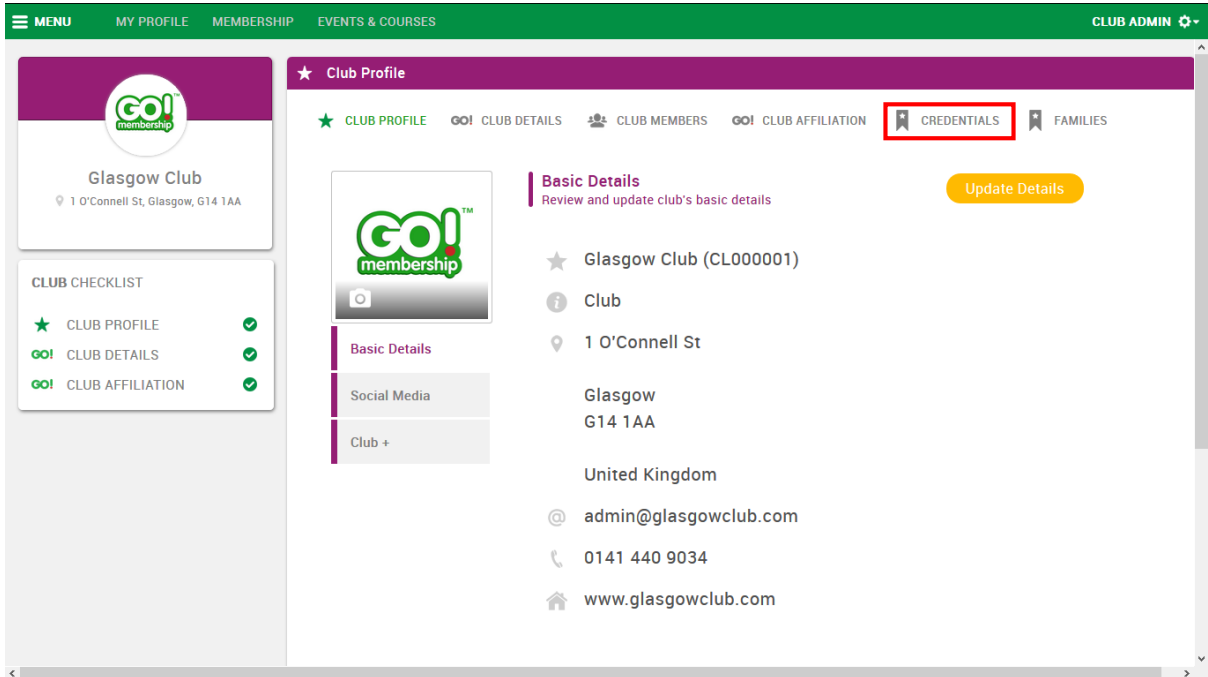 MENU MY PROFILE MEMBERSHIP EVENTS & COURSES CLUB ADMIN
GO!™
membership
Glasgow Club
1 O'Connell St, Glasgow, G14 1AA
CLUB CHECKLIST
CLUB PROFILE
GO! CLUB DETAILS
GO! CLUB AFFILIATION
Club Profile
CLUB PROFILE GO! CLUB DETAILS CLUB MEMBERS GO! CLUB AFFILIATION CREDENTIALS FAMILIES
GO!™
membership
Basic Details
Social Media
Club +
Basic Details
Review and update club's basic details
Update Details
Glasgow Club (CL000001)
Club
1 O'Connell St
Glasgow
G14 1AA
United Kingdom
@ admin@glasgowclub.com
0141 440 9034
www.glasgowclub.com